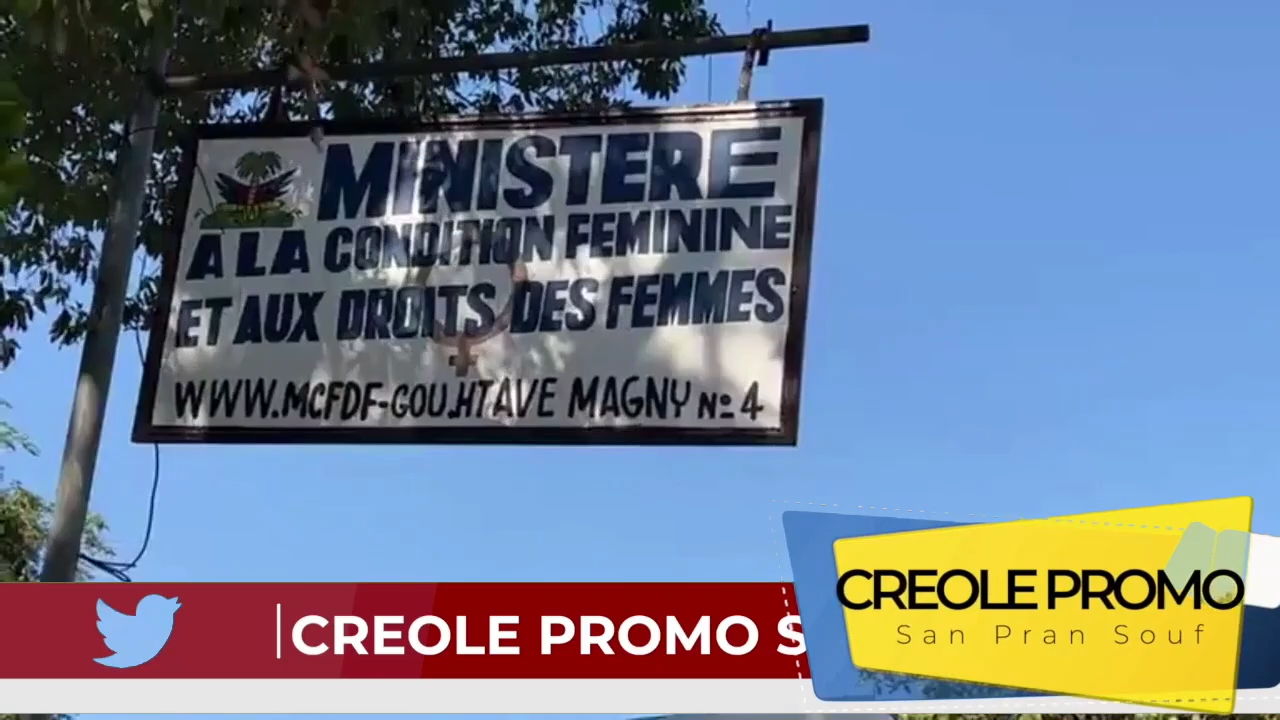 MINISTERE
A LA CONDITION FEMININE
ET AUX DROITS DES FEMMES
WWW.MCFDF-GOU.HT AVE MAGNY No 4
CREOLE PROMO S
CREOLE PROMO
San Pran Souf